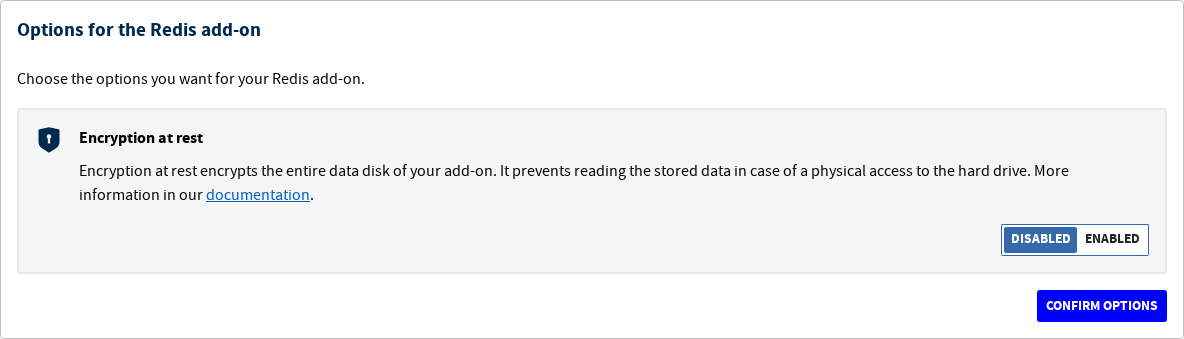 Options for the Redis add-on
Choose the options you want for your Redis add-on.
Encryption at rest
Encryption at rest encrypts the entire data disk of your add-on. It prevents reading the stored data in case of a physical access to the hard drive. More
information in our documentation.
DISABLED ENABLED
CONFIRM OPTIONS